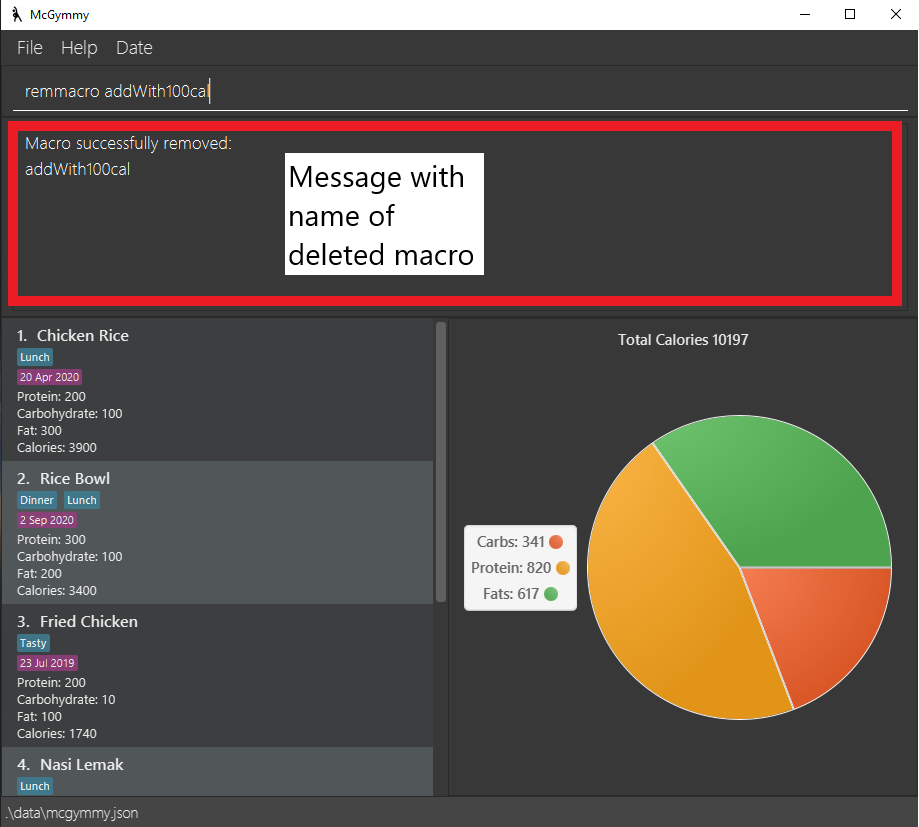 McGymmy
File Help Date
remmacro addWith100cal
Macro successfully removed:
addWith100cal
Message with
name of
deleted macro
1. Chicken Rice
Lunch
20 Apr 2020
Protein: 200
Carbohydrate: 100
Fat: 300
Calories: 3900
2. Rice Bowl
Dinner Lunch
2 Sep 2020
Protein: 300
Carbohydrate: 100
Fat: 200
Calories: 3400
3. Fried Chicken
Tasty
23 Jul 2019
Protein: 200
Carbohydrate: 10
Fat: 100
Calories: 1740
4. Nasi Lemak
Lunch
Total Calories 10197
Carbs: 341
Protein: 820
Fats: 617
.\data\mcgymmy.json